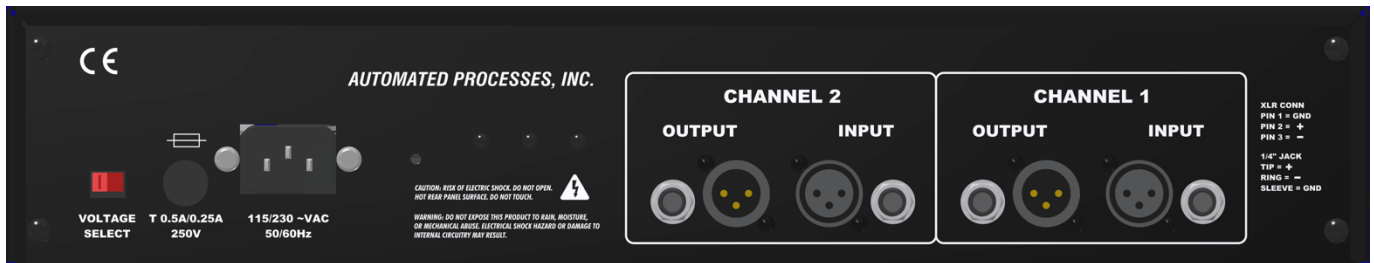 CE
AUTOMATED PROCESSES, INC.
VOLTAGE
SELECT
T 0.5A/0.25A
250V
115/230 ~VAC
50/60Hz
CAUTION: RISK OF ELECTRIC SHOCK. DO NOT OPEN.
HOT REAR PANEL SURFACE. DO NOT TOUCH.
WARNING: DO NOT EXPOSE THIS PRODUCT TO RAIN, MOISTURE,
OR MECHANICAL ABUSE. ELECTRICAL SHOCK HAZARD OR DAMAGE TO
INTERNAL CIRCUITRY MAY RESULT.
CHANNEL 2
OUTPUT
INPUT
CHANNEL 1
OUTPUT
INPUT
XLR CONN
PIN 1 = GND
PIN 2 = +
PIN 3 = -
1/4" JACK
TIP = +
RING = -
SLEEVE = GND